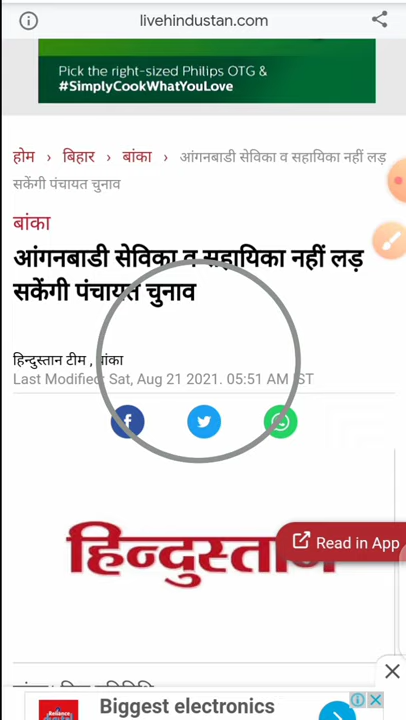 livehindustan.com
Pick the right-sized Philips OTG &
#SimplyCookWhatYouLove
होम › बिहार › बांका › आंगनबाडी सेविका व सहायिका नहीं लड़
सकेंगी पंचायत चुनाव
बांका
आंगनबाडी सेविका व सहायिका नहीं लड़
सकेंगी पंचायत चुनाव
हिन्दुस्तान टीम , बांका
Last Modified: Sat, Aug 21 2021. 05:51 AM IST
हिन्दुस्तान
Read in App
Reliance
Biggest electronics